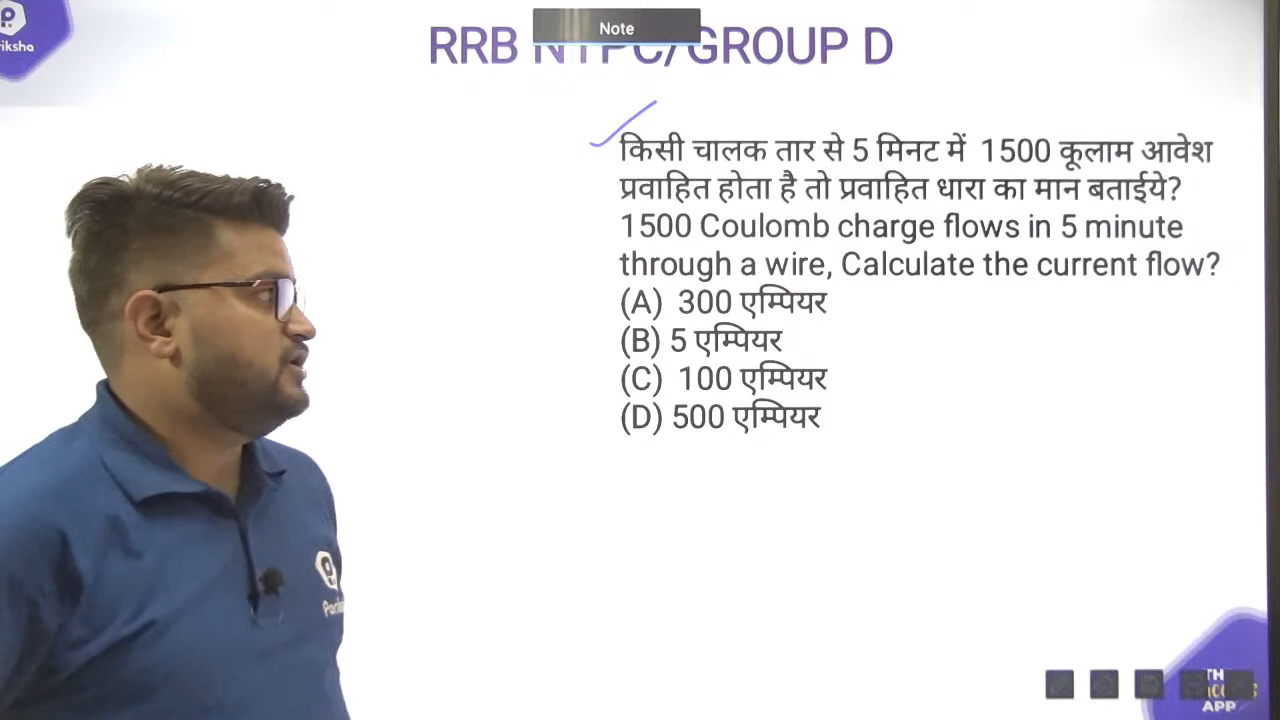 riksha
Note
RRB NTPC/GROUP D
किसी चालक तार से 5 मिनट में 1500 कूलाम आवेश
प्रवाहित होता है तो प्रवाहित धारा का मान बताईये?
1500 Coulomb charge flows in 5 minute
through a wire, Calculate the current flow?
(A) 300 एम्पियर
(B) 5 एम्पियर
(C) 100 एम्पियर
(D) 500 एम्पियर
APP